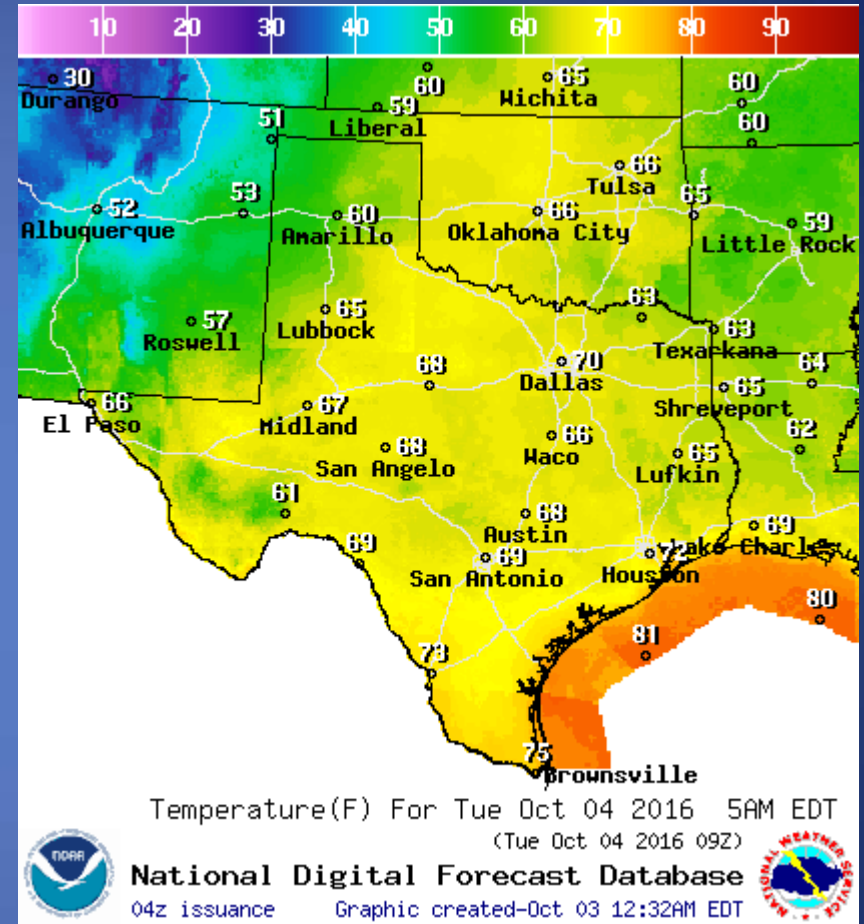 10 20 30 40 50 60 70 80 90
30
Durango
60
65
Wichita
60
59
Liberal
51
60
66
Tulsa
52
Albuquerque
53
60
Amarillo
66
Oklahoma City
65
59
Little Rock
57
Roswell
65
Lubbock
63
63
Texarkana
70
Dallas
68
64
65
Shreveport
66
El Paso
67
Midland
68
San Angelo
66
Waco
65
Lufkin
62
61
68
Austin
69
Lake Charles
69
69
San Antonio
72
Houston
80
81
73
75
Brownsville
Temperature(F) For Tue Oct 04 2016 5AM EDT
(Tue Oct 04 2016 09Z)
NOAA
National Digital Forecast Database
NATIONAL WEATHER SERVICE
04z issuance Graphic created-Oct 03 12:32AM EDT